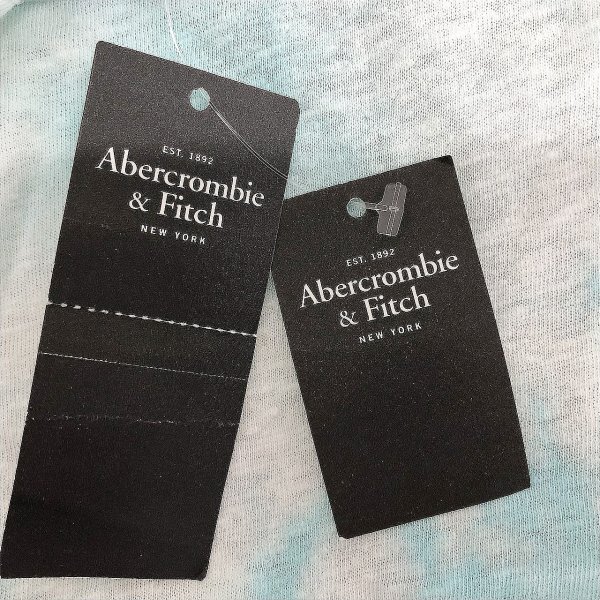 EST. 1892
Abercrombie
& Fitch
NEW YORK
EST. 1892
Abercrombie
& Fitch
NEW YORK